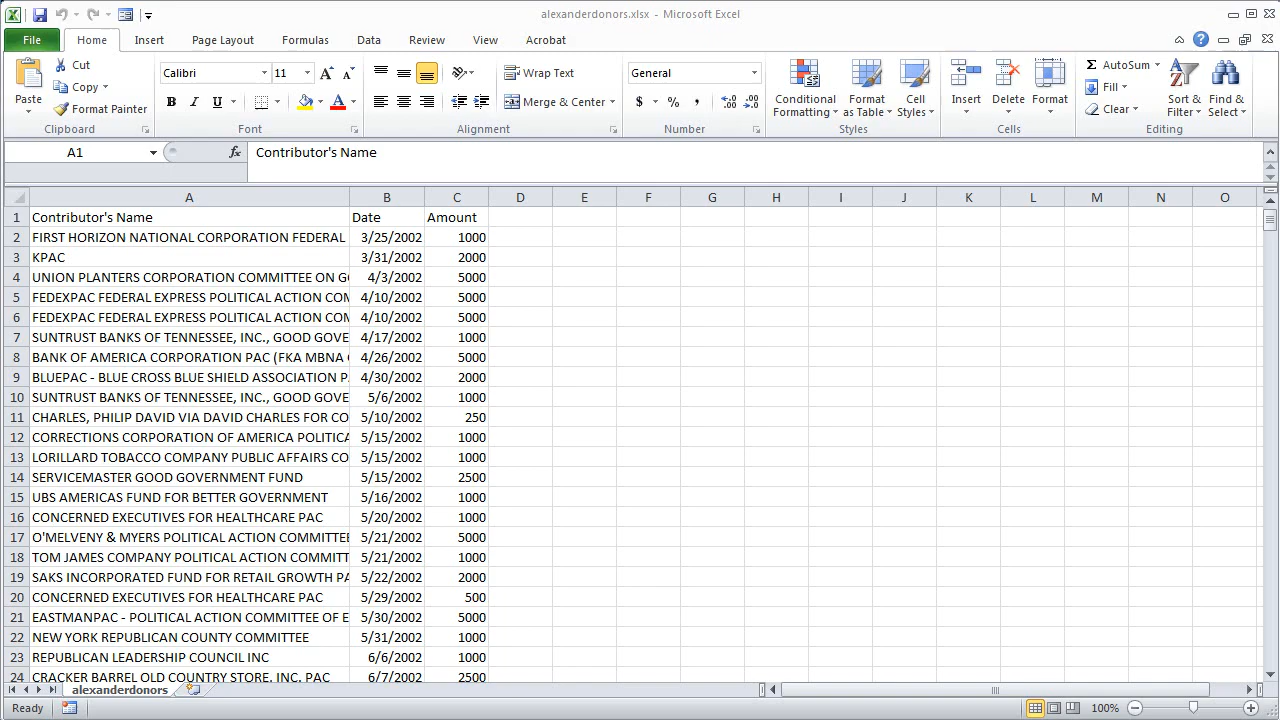 alexanderdonors.xlsx - Microsoft Excel
File Home Insert Page Layout Formulas Data Review View Acrobat
Paste
Cut
Copy
Format Painter
Clipboard
Calibri 11
B I U
Font
Wrap Text
Merge & Center
Alignment
General
$ % ,
Number
Conditional Formatting
Format as Table
Cell Styles
Styles
Insert Delete Format
Cells
Σ AutoSum
Fill
Clear
Sort & Filter
Find & Select
Editing
A1 fx Contributor's Name
A B C D E F G H I J K L M N O
1 Contributor's Name Date Amount
2 FIRST HORIZON NATIONAL CORPORATION FEDERAL 3/25/2002 1000
3 KPAC 3/31/2002 2000
4 UNION PLANTERS CORPORATION COMMITTEE ON 4/3/2002 5000
5 FEDEXPAC FEDERAL EXPRESS POLITICAL ACTION COM 4/10/2002 5000
6 FEDEXPAC FEDERAL EXPRESS POLITICAL ACTION COM 4/10/2002 5000
7 SUNTRUST BANKS OF TENNESSEE, INC., GOOD GOVE 4/17/2002 1000
8 BANK OF AMERICA CORPORATION PAC (FKA MBNA 4/26/2002 5000
9 BLUEPAC - BLUE CROSS BLUE SHIELD ASSOCIATION P 4/30/2002 2000
10 SUNTRUST BANKS OF TENNESSEE, INC., GOOD GOVE 5/6/2002 1000
11 CHARLES, PHILIP DAVID VIA DAVID CHARLES FOR CO 5/10/2002 250
12 CORRECTIONS CORPORATION OF AMERICA POLITICA 5/15/2002 1000
13 LORILLARD TOBACCO COMPANY PUBLIC AFFAIRS CO 5/15/2002 1000
14 SERVICEMASTER GOOD GOVERNMENT FUND 5/15/2002 2500
15 UBS AMERICAS FUND FOR BETTER GOVERNMENT 5/16/2002 1000
16 CONCERNED EXECUTIVES FOR HEALTHCARE PAC 5/20/2002 1000
17 O'MELVENY & MYERS POLITICAL ACTION COMMITTEE 5/21/2002 5000
18 TOM JAMES COMPANY POLITICAL ACTION COMMITT 5/21/2002 1000
19 SAKS INCORPORATED FUND FOR RETAIL GROWTH PA 5/22/2002 2000
20 CONCERNED EXECUTIVES FOR HEALTHCARE PAC 5/29/2002 500
21 EASTMANPAC - POLITICAL ACTION COMMITTEE OF E 5/30/2002 5000
22 NEW YORK REPUBLICAN COUNTY COMMITTEE 5/31/2002 1000
23 REPUBLICAN LEADERSHIP COUNCIL INC 6/6/2002 1000
24 CRACKER BARREL OLD COUNTRY STORE, INC. PAC 6/7/2002 2500
alexanderdonors
Ready 100%